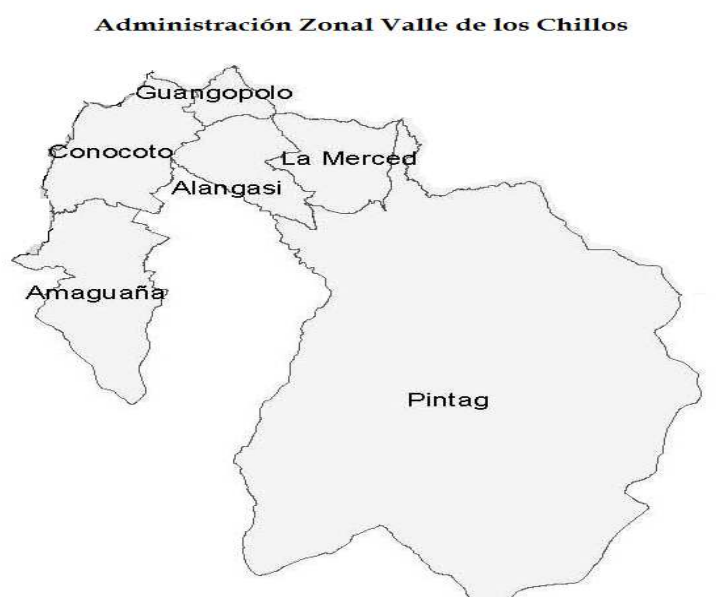 Administración Zonal Valle de los Chillos
Guangopolo
Conocoto
La Merced
Alangasi
Amaguaña
Pintag